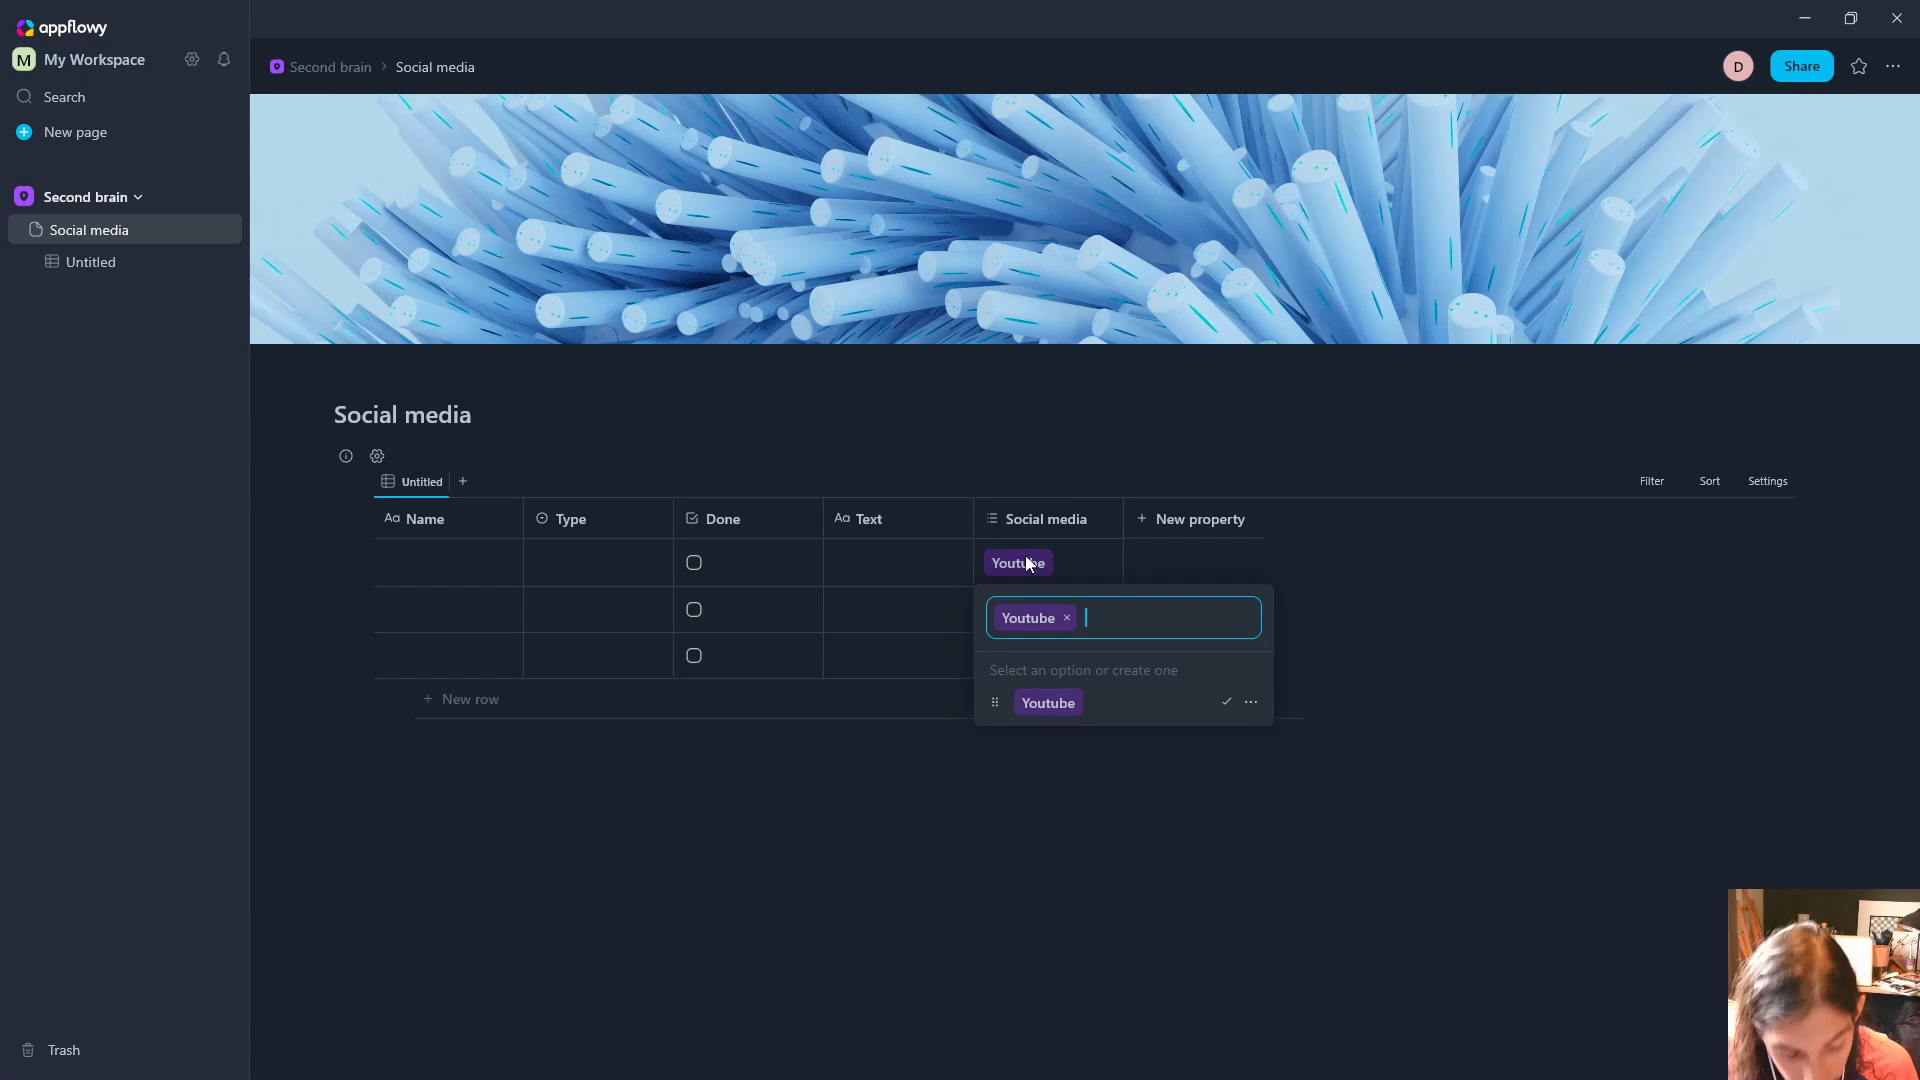 appflowy
M My Workspace
Search
New page
Second brain
Social media
Untitled
Trash
Second brain > Social media
D
Share
Social media
Untitled +
Filter
Sort
Settings
Aa Name
Type
Done
Aa Text
Social media
+ New property
Youtube
Youtube ×
Select an option or create one
Youtube
+ New row